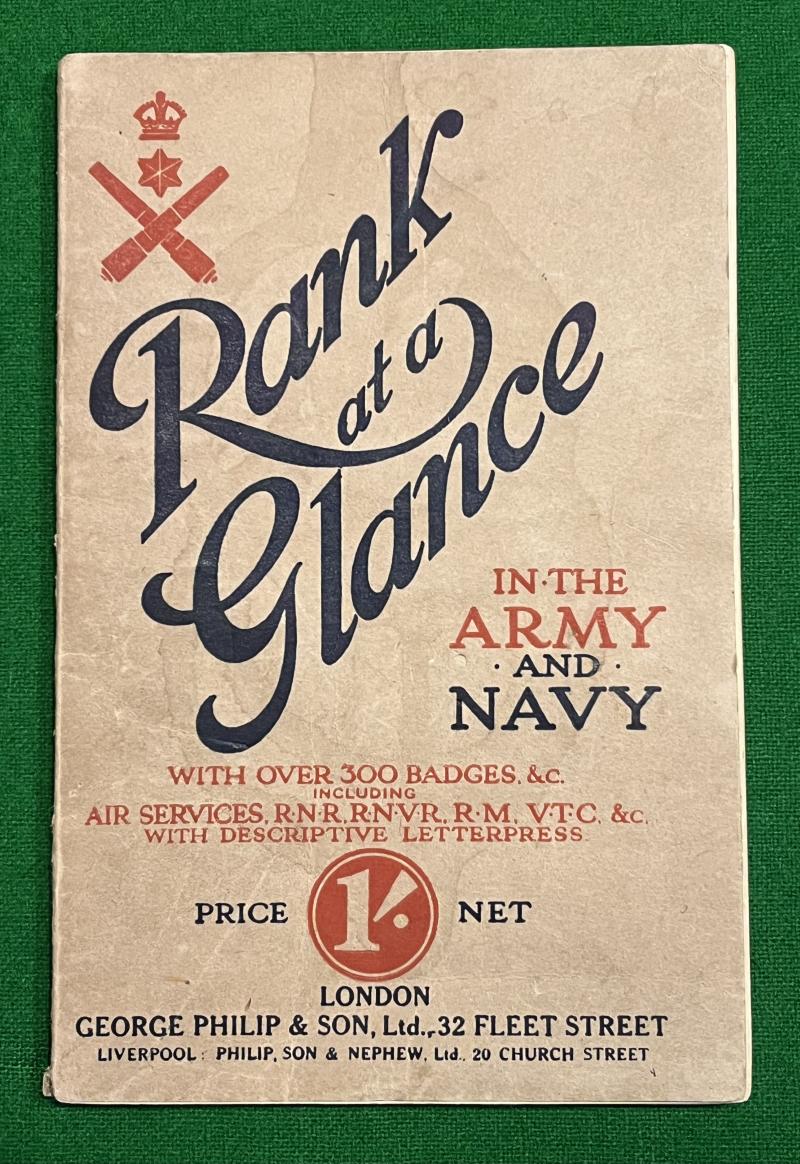 Rank
at a
Glance
IN·THE
ARMY
· AND ·
NAVY
WITH OVER 300 BADGES, &c.
INCLUDING
AIR SERVICES, R·N·R, R·N·V·R, R·M, V·T·C, &c,
WITH DESCRIPTIVE LETTERPRESS.
PRICE 1/- NET
LONDON
GEORGE PHILIP & SON, Ltd., 32 FLEET STREET
LIVERPOOL: PHILIP, SON & NEPHEW, Ltd., 20 CHURCH STREET